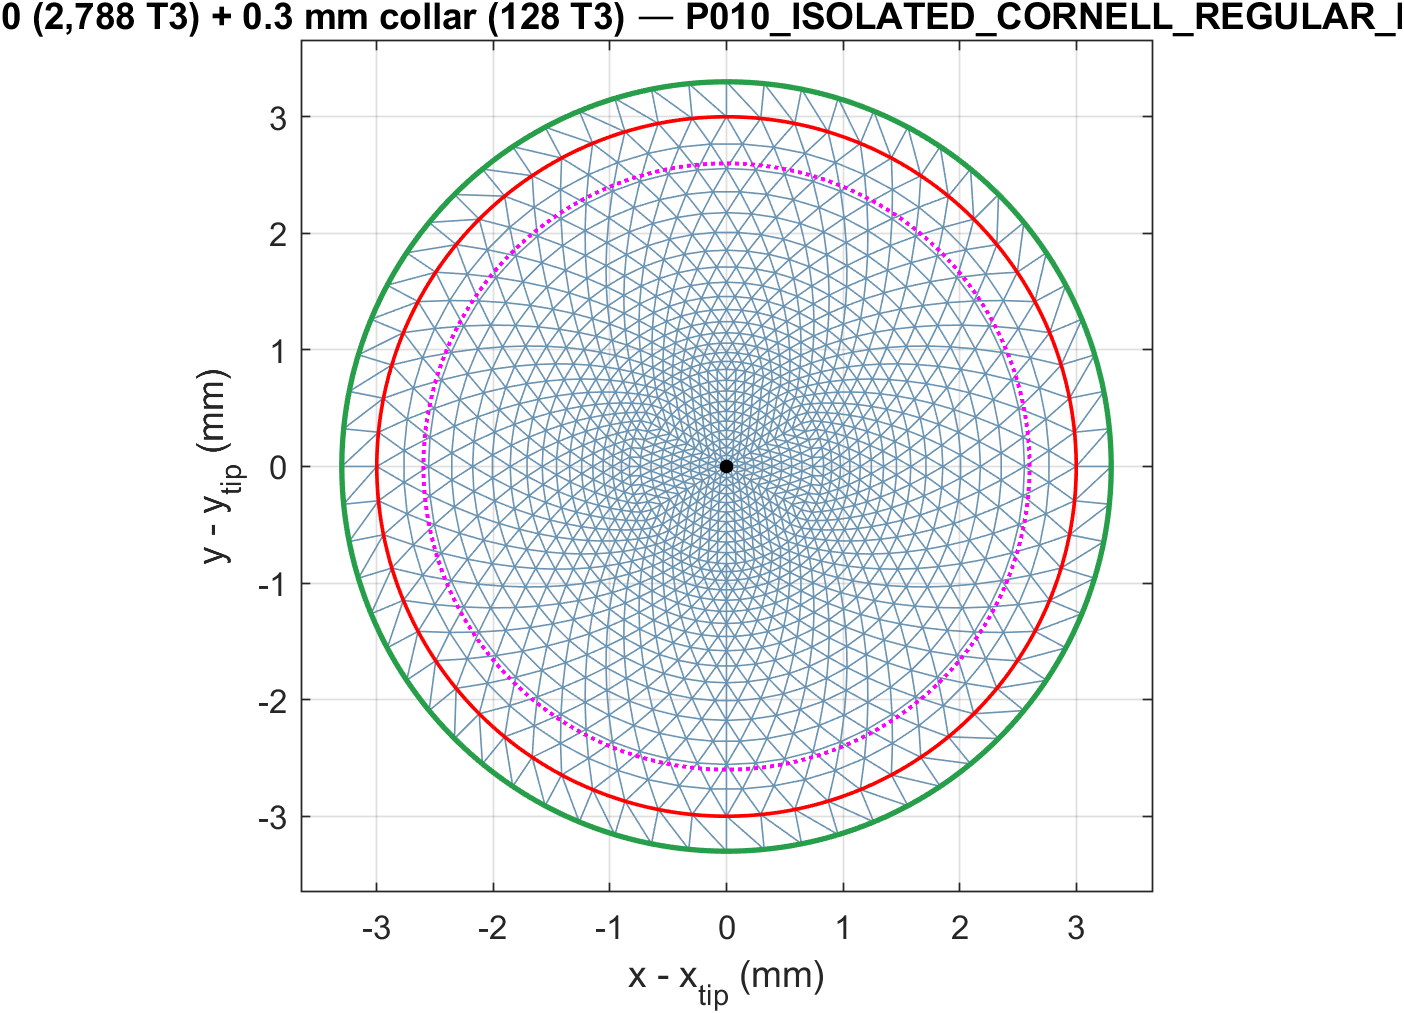 0 (2,788 T3) + 0.3 mm collar (128 T3) — P010_ISOLATED_CORNELL_REGULAR_
3
2
1
0
-1
-2
-3
y - y_tip (mm)
-3 -2 -1 0 1 2 3
x - x_tip (mm)